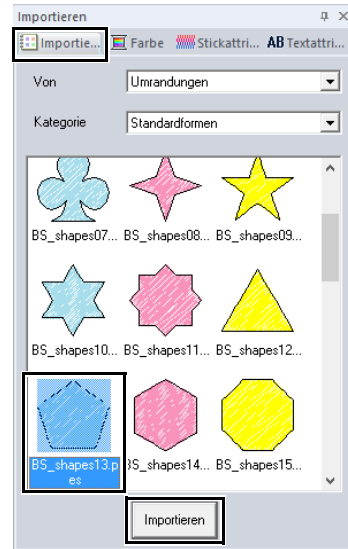 Importieren
Importie... Farbe Stickattri... AB Textattri...
Von Umrandungen
Kategorie Standardformen
BS_shapes07... BS_shapes08... BS_shapes09...
BS_shapes10... BS_shapes11... BS_shapes12...
BS_shapes13.p BS_shapes14... BS_shapes15...
es
Importieren